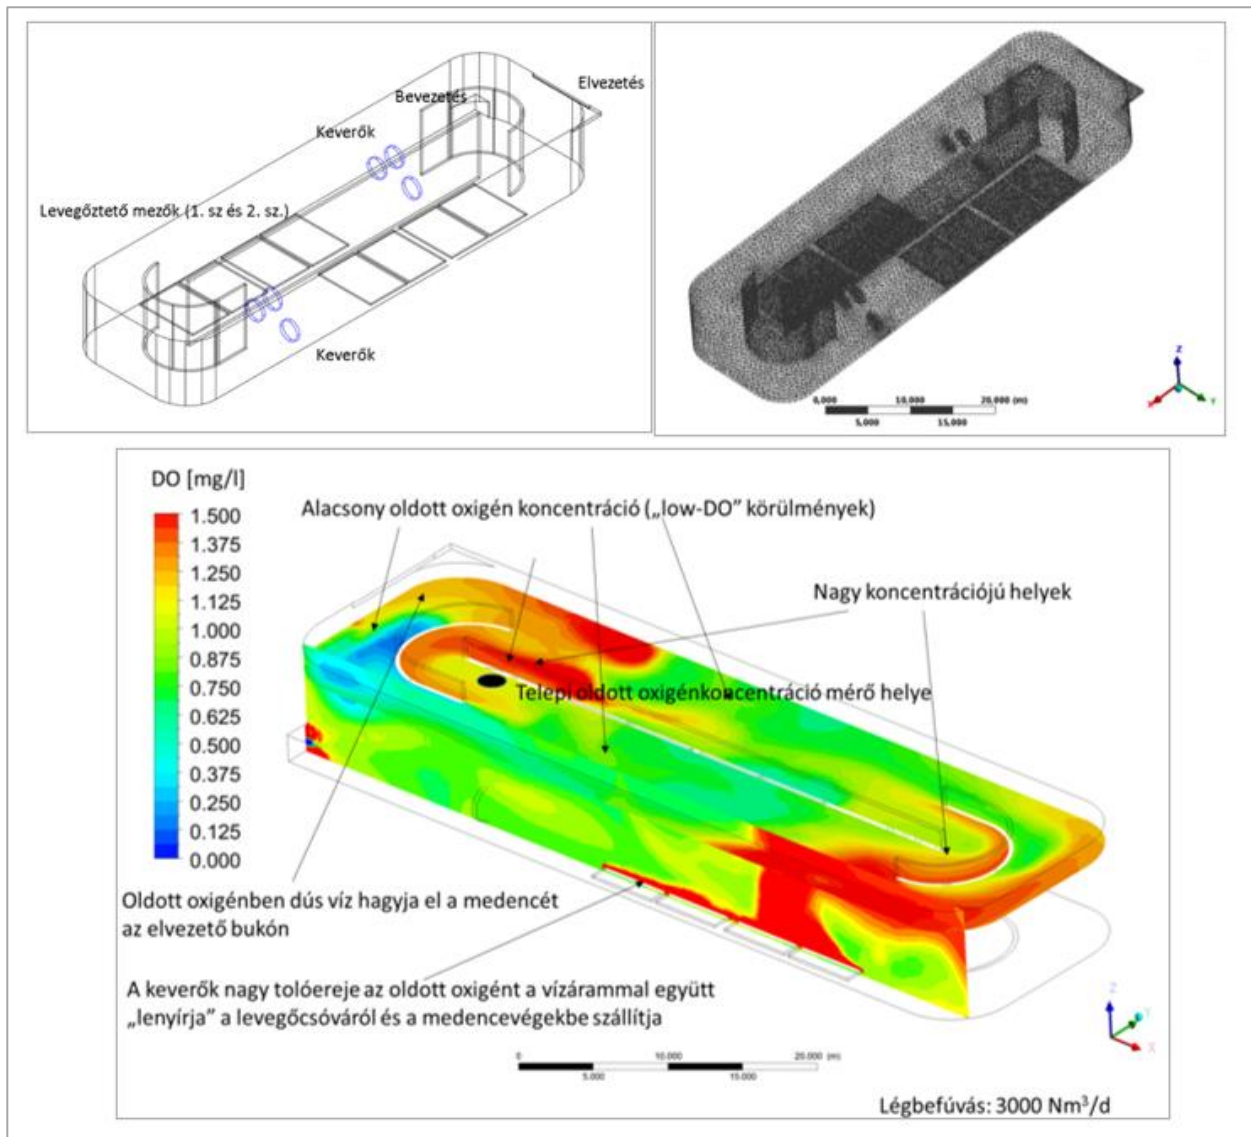 Elvezetés
Bevezetés
Keverők
Levegőztető mezők (1. sz és 2. sz.)
Keverők
0,000 10,000 20,000 (m)
5,000 15,000
Z
X Y
DO [mg/l]
1.500
1.375
1.250
1.125
1.000
0.875
0.750
0.625
0.500
0.375
0.250
0.125
0.000
Alacsony oldott oxigén koncentráció („low-DO” körülmények)
Nagy koncentrációjú helyek
Telepi oldott oxigénkoncentráció mérő helye
Oldott oxigénben dús víz hagyja el a medencét
az elvezető bukón
A keverők nagy tolóereje az oldott oxigént a vízárammal együtt
„lenyírja” a levegőcsóváról és a medencevégekbe szállítja
Z
Y
X
0 10.000 20.000 (m)
5.000 15.000
Légbefúvás: 3000 Nm³/d